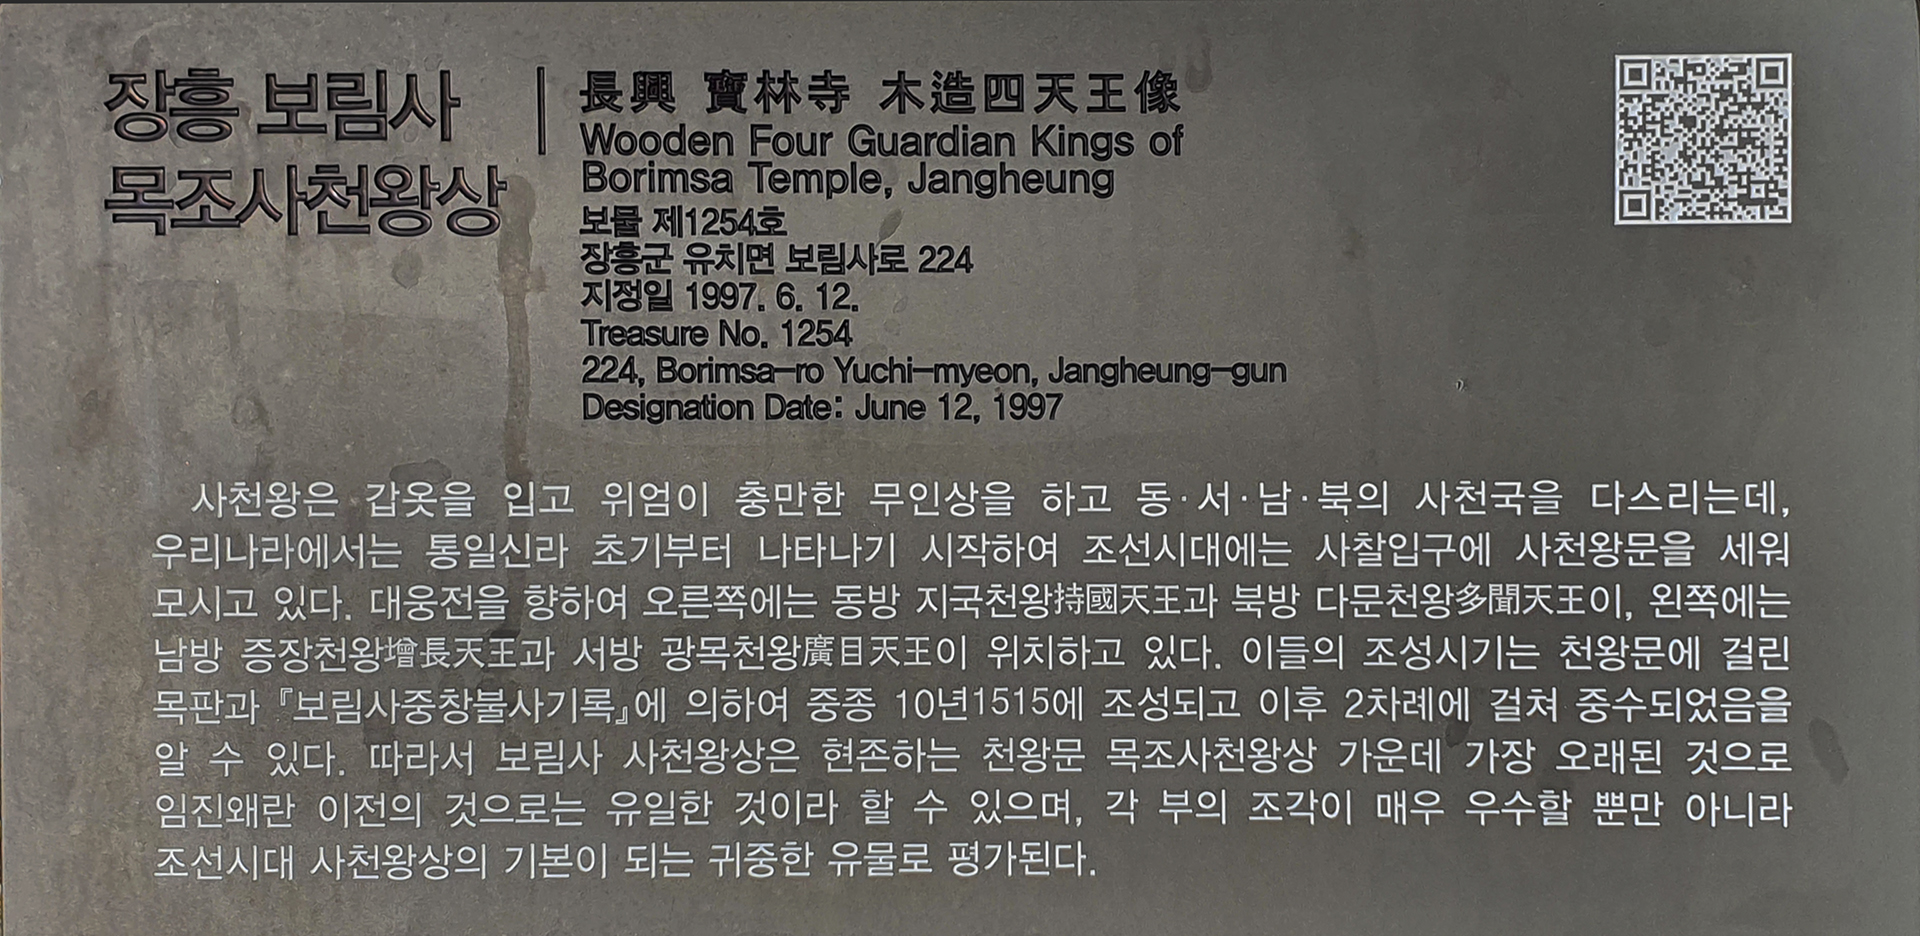 장흥 보림사
목조사천왕상
長興 寶林寺 木造四天王像
Wooden Four Guardian Kings of
Borimsa Temple, Jangheung
보물 제1254호
장흥군 유치면 보림사로 224
지정일 1997. 6. 12.
Treasure No. 1254
224, Borimsa-ro Yuchi-myeon, Jangheung-gun
Designation Date: June 12, 1997
사천왕은 갑옷을 입고 위엄이 충만한 무인상을 하고 동·서·남·북의 사천국을 다스리는데,
우리나라에서는 통일신라 초기부터 나타나기 시작하여 조선시대에는 사찰입구에 사천왕문을 세워
모시고 있다. 대웅전을 향하여 오른쪽에는 동방 지국천왕持國天王과 북방 다문천왕多聞天王이, 왼쪽에는
남방 증장천왕增長天王과 서방 광목천왕廣目天王이 위치하고 있다. 이들의 조성시기는 천왕문에 걸린
목판과 『보림사중창불사기록』에 의하여 중종 10년1515에 조성되고 이후 2차례에 걸쳐 중수되었음을
알 수 있다. 따라서 보림사 사천왕상은 현존하는 천왕문 목조사천왕상 가운데 가장 오래된 것으로
임진왜란 이전의 것으로는 유일한 것이라 할 수 있으며, 각 부의 조각이 매우 우수할 뿐만 아니라
조선시대 사천왕상의 기본이 되는 귀중한 유물로 평가된다.